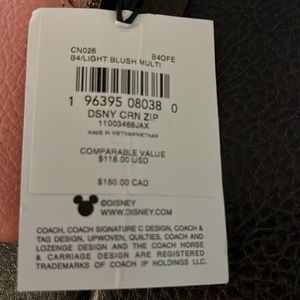 CN026 B4OFE
B4/LIGHT BLUSH MULTI
1 96395 08038 0
DSNY CRN ZIP
11003466JAX
MADE IN VIETNAM/VIETNAM
COMPARABLE VALUE
$118.00 USD
$160.00 CAD
©DISNEY
WWW.DISNEY.COM
COACH, COACH SIGNATURE C DESIGN, COACH &
TAG DESIGN, UPWOVEN, QUILTIES, COACH AND
LOZENGE DESIGN AND THE COACH HORSE
& CARRIAGE DESIGN ARE REGISTERED
TRADEMARKS OF COACH IP HOLDINGS LLC.